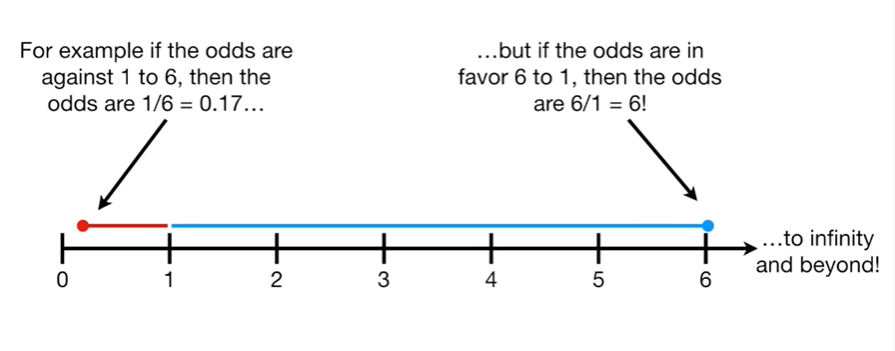 For example if the odds are
against 1 to 6, then the
odds are 1/6 = 0.17…
…but if the odds are in
favor 6 to 1, then the odds
are 6/1 = 6!
…to infinity
and beyond!
0 1 2 3 4 5 6